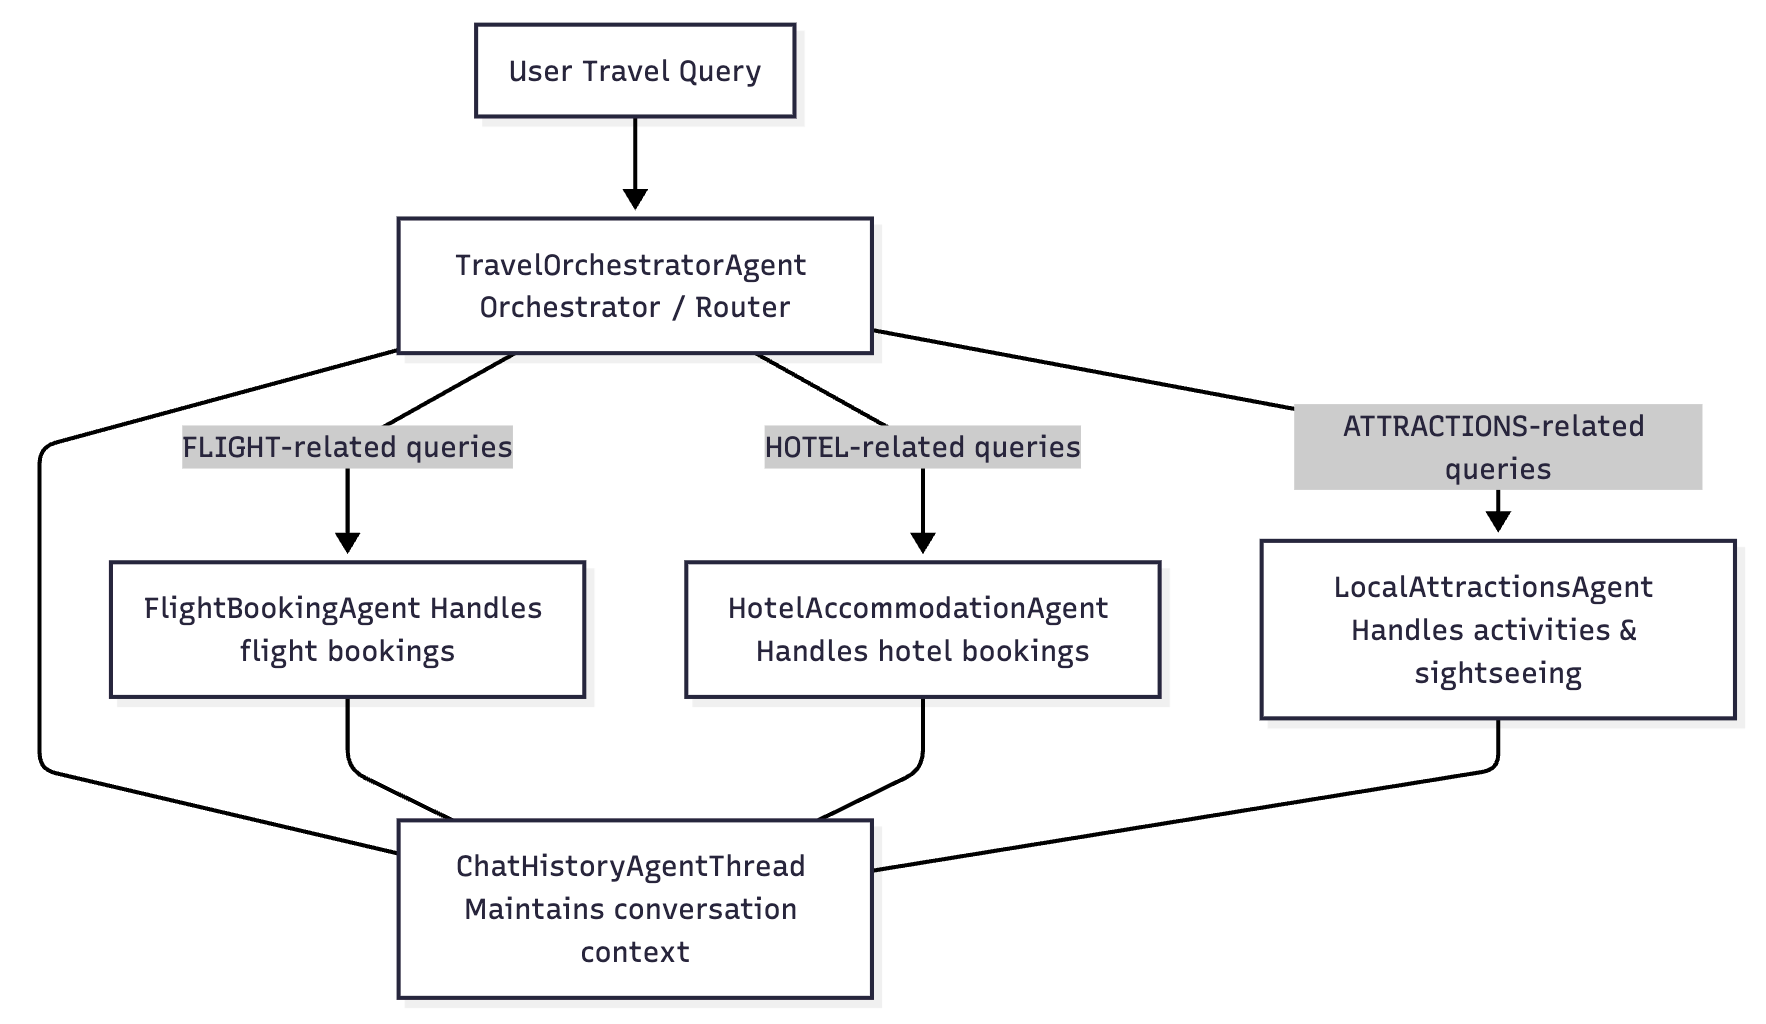 User Travel Query
TravelOrchestratorAgent
Orchestrator / Router
FLIGHT-related queries
HOTEL-related queries
ATTRACTIONS-related
queries
FlightBookingAgent Handles
flight bookings
HotelAccommodationAgent
Handles hotel bookings
LocalAttractionsAgent
Handles activities &
sightseeing
ChatHistoryAgentThread
Maintains conversation
context